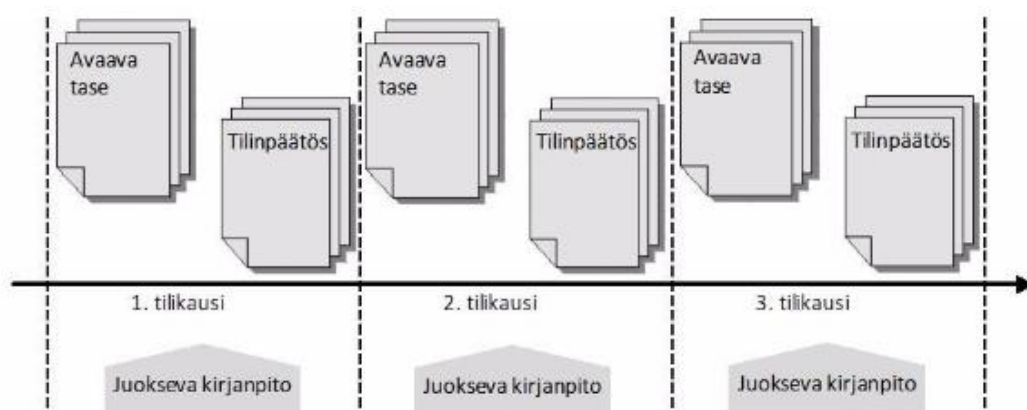 Avaava
tase
Tilinpäätös
Avaava
tase
Tilinpäätös
Avaava
tase
Tilinpäätös
1. tilikausi
2. tilikausi
3. tilikausi
Juokseva kirjanpito
Juokseva kirjanpito
Juokseva kirjanpito